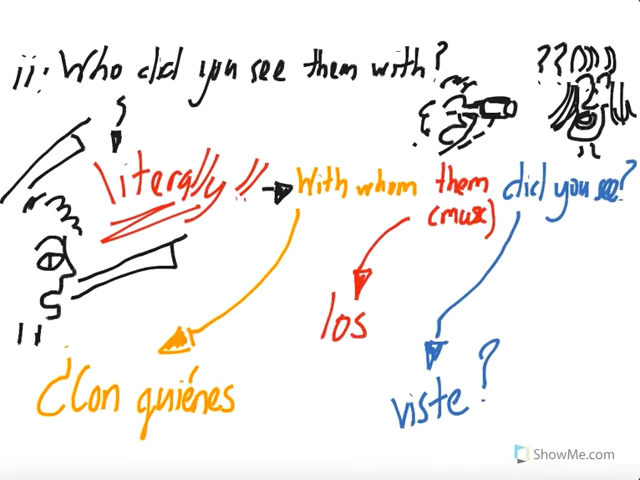 ii. Who did you see them with?
??
literally!! With whom them did you see?
(musc)
los
¿Con quiénes
viste?
!!
ShowMe.com